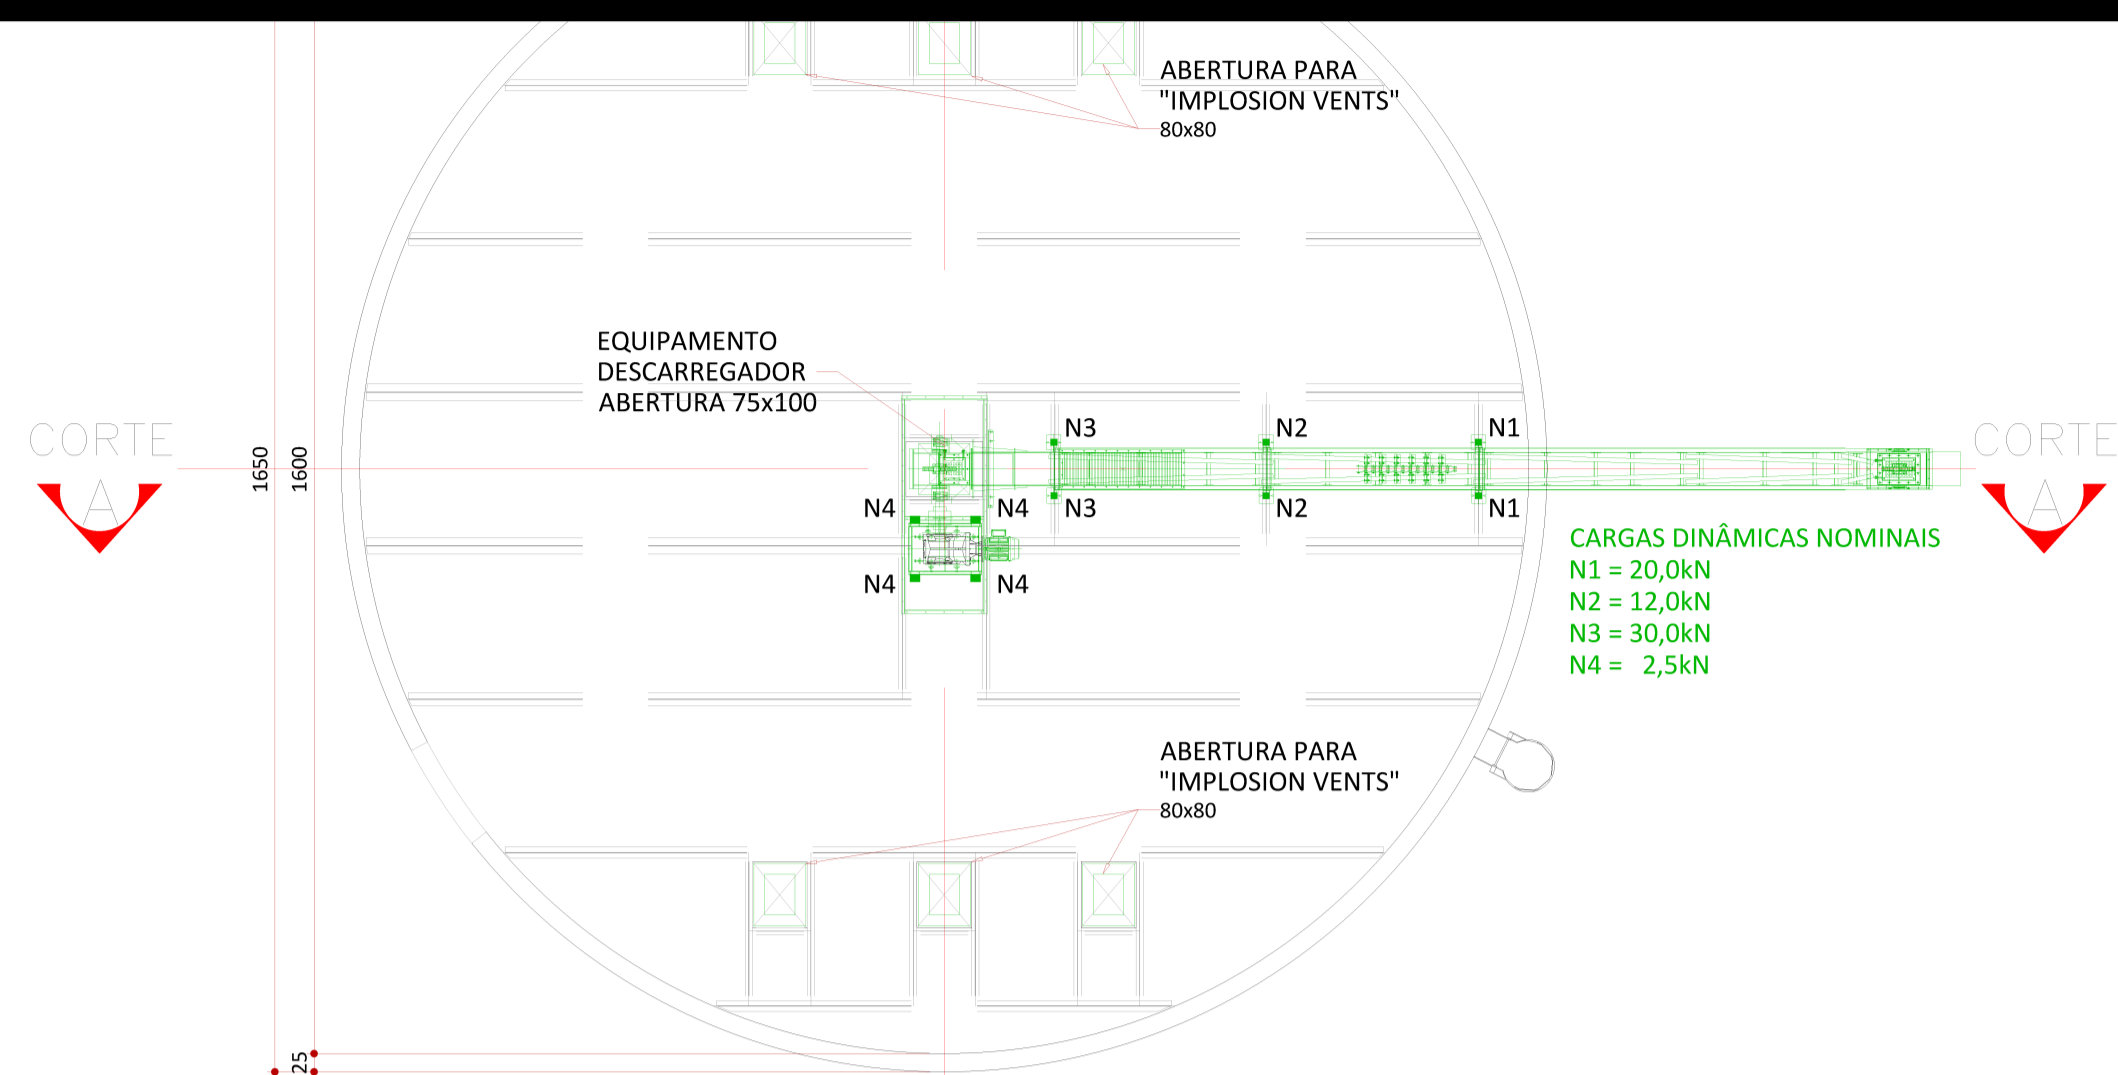 ABERTURA PARA
"IMPLOSION VENTS"
80x80
EQUIPAMENTO
DESCARREGADOR
ABERTURA 75x100
CORTE
A
1650
1600
N3
N2
N1
CORTE
A
N4
N4
N3
N2
N1
N4
N4
CARGAS DINÂMICAS NOMINAIS
N1 = 20,0kN
N2 = 12,0kN
N3 = 30,0kN
N4 = 2,5kN
ABERTURA PARA
"IMPLOSION VENTS"
80x80
25